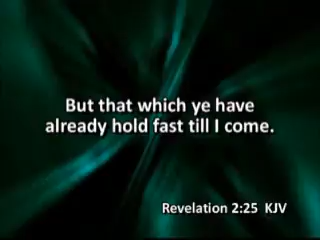 But that which ye have
already hold fast till I come.
Revelation 2:25 KJV